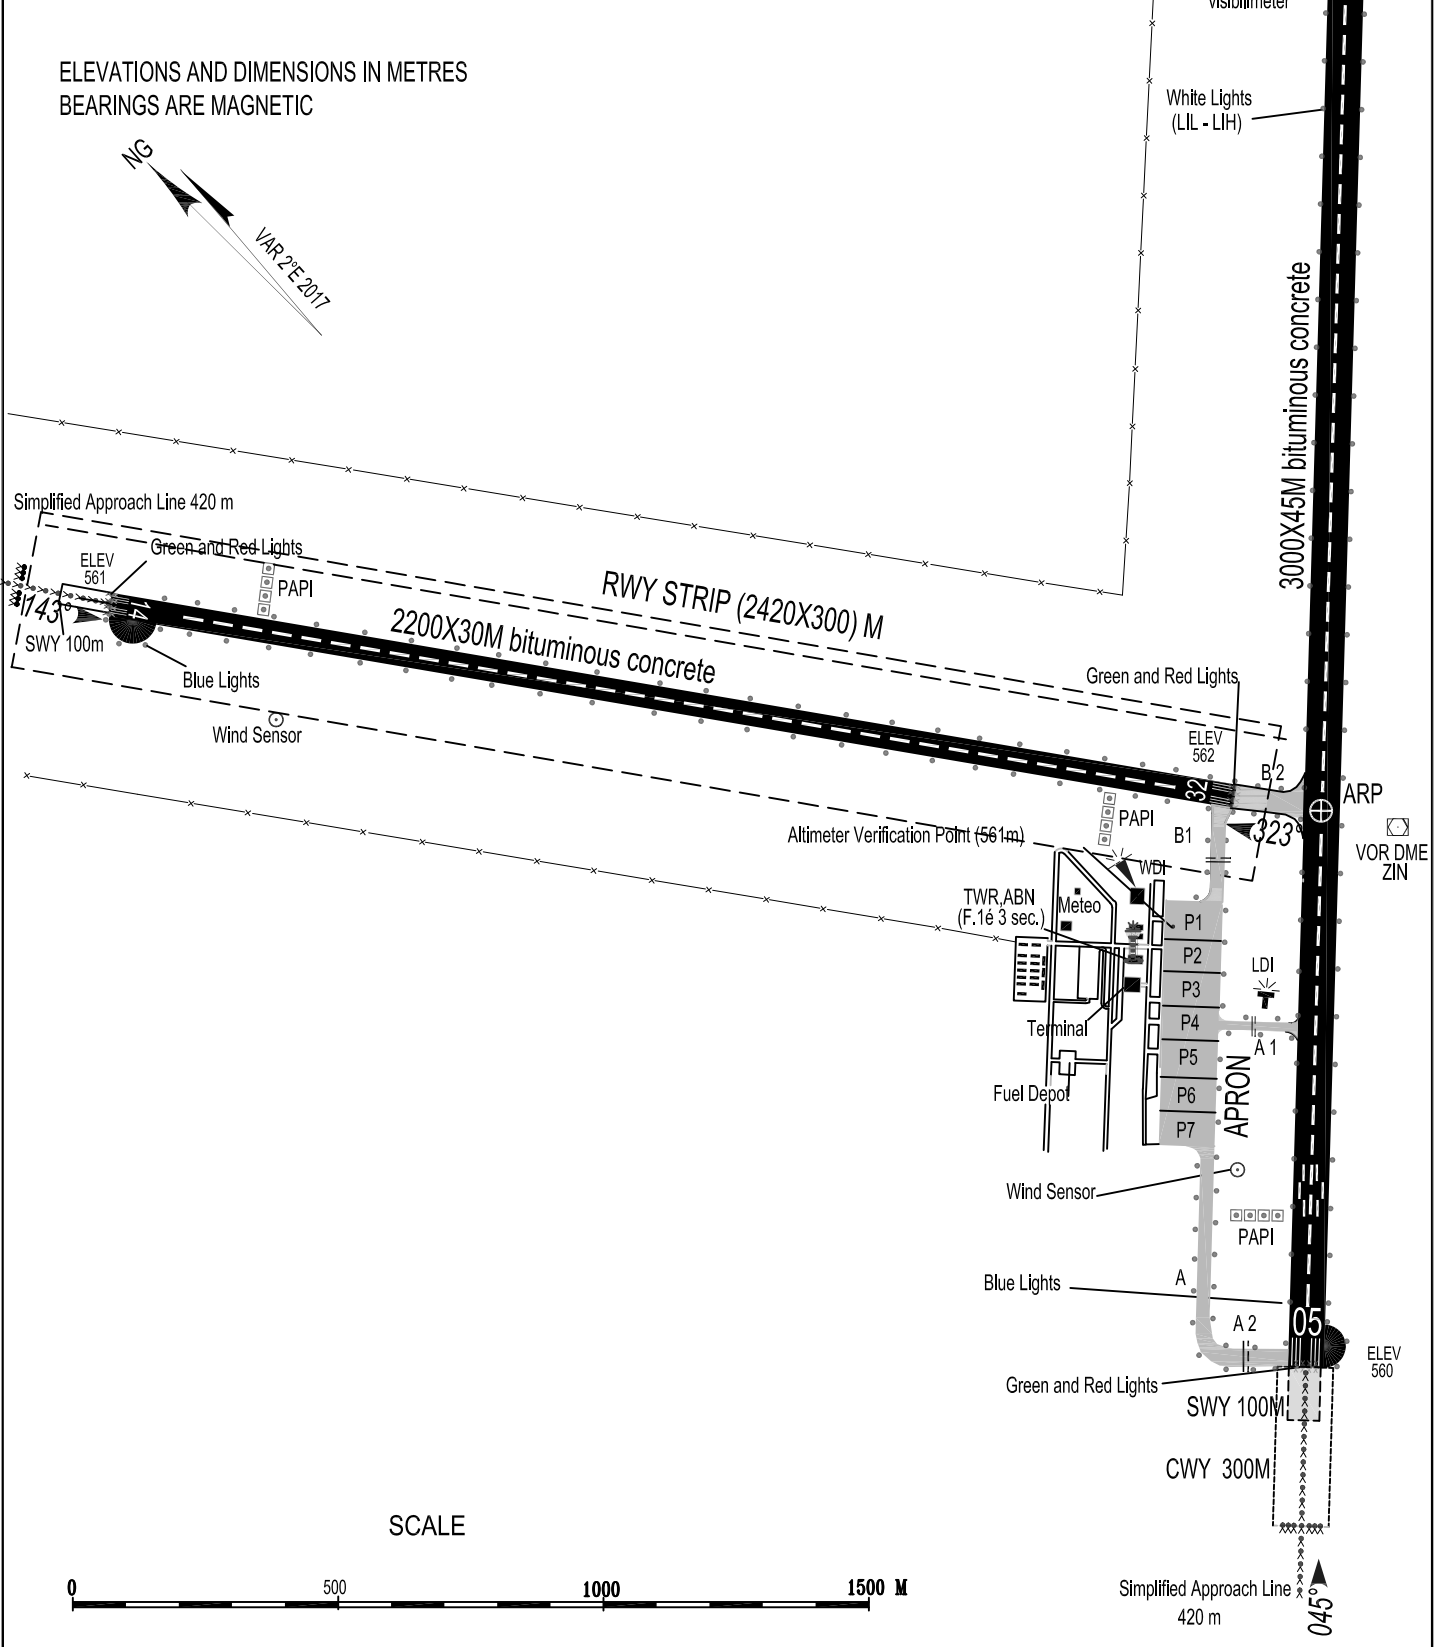 visibilimeter
ELEVATIONS AND DIMENSIONS IN METRES
BEARINGS ARE MAGNETIC
White Lights
(LIL - LIH)
NG
VAR 2°E 2017
3000X45M bituminous concrete
Simplified Approach Line 420 m
Green and Red Lights
ELEV
561
PAPI
RWY STRIP (2420X300) M
2200X30M bituminous concrete
14
143°
SWY 100m
Blue Lights
Wind Sensor
Green and Red Lights
ELEV
562
B 2
32
ARP
PAPI
B1
323°
Altimeter Verification Point (561m)
VOR DME
ZIN
WDI
TWR,ABN
(F.1é 3 sec.)
Meteo
P1
P2
LDI
P3
P4
Terminal
A 1
P5
APRON
Fuel Depot
P6
P7
Wind Sensor
PAPI
A
Blue Lights
A 2
05
ELEV
560
Green and Red Lights
SWY 100M
CWY 300M
SCALE
0 500 1000 1500 M
Simplified Approach Line
420 m
045°